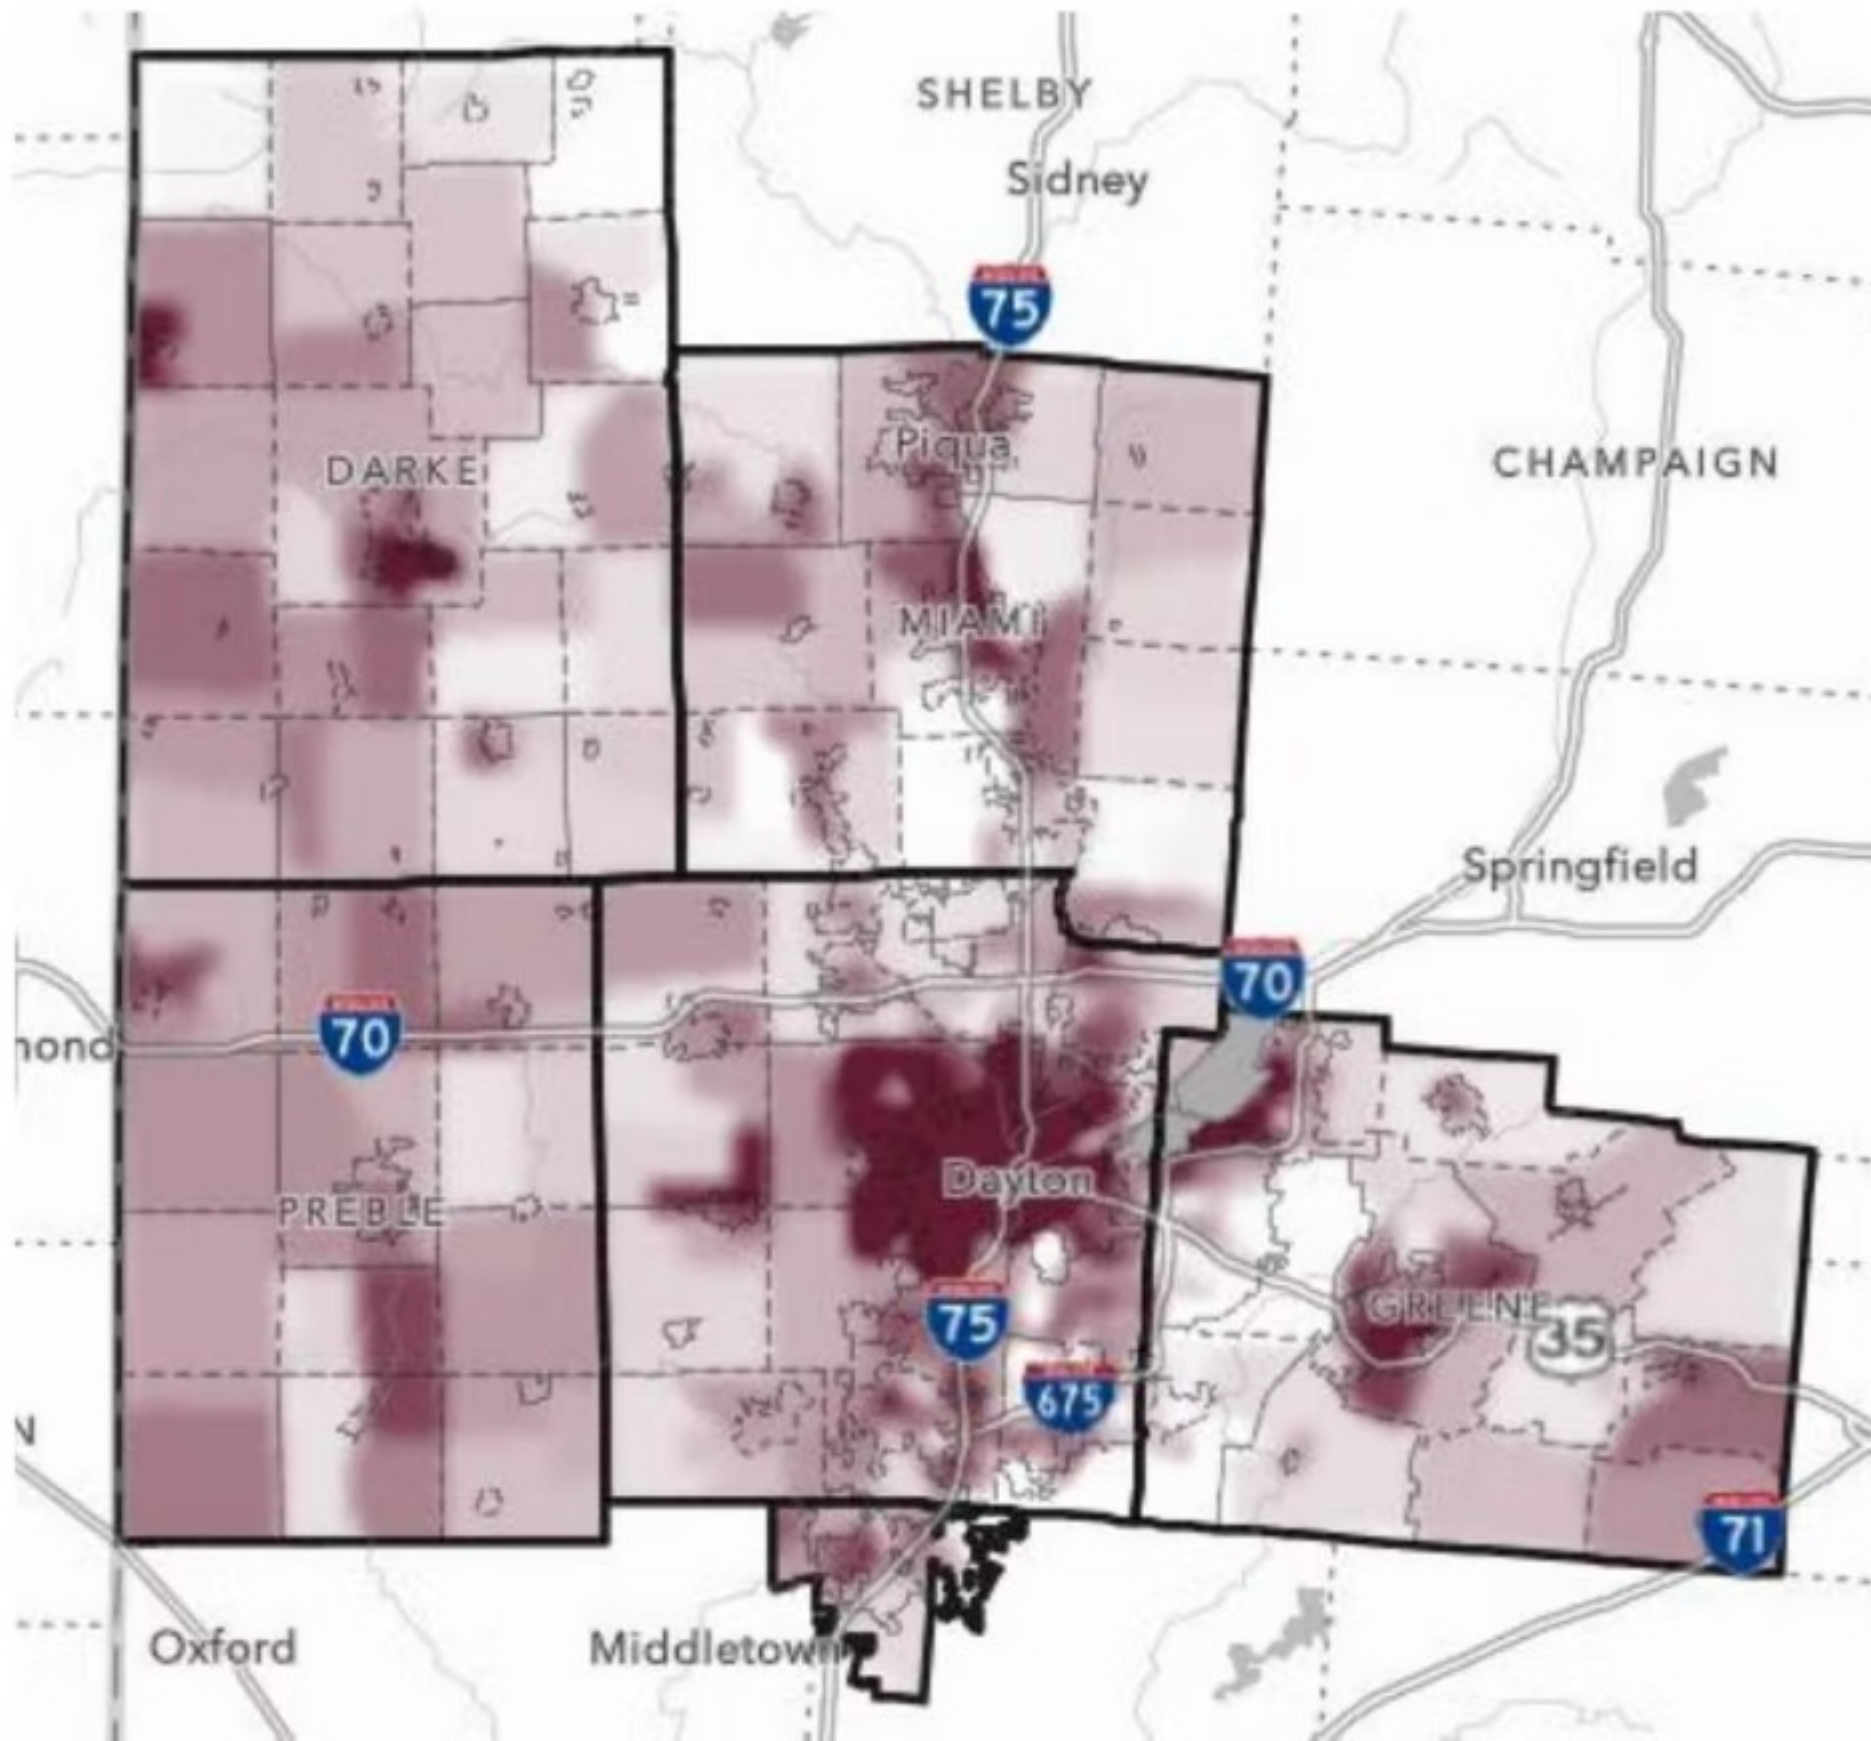 SHELBY
Sidney
75
Piqua
CHAMPAIGN
DARKE
MIAMI
Springfield
70
70
mond
Dayton
PREBLE
GREENE
35
75
675
N
71
Oxford
Middletown